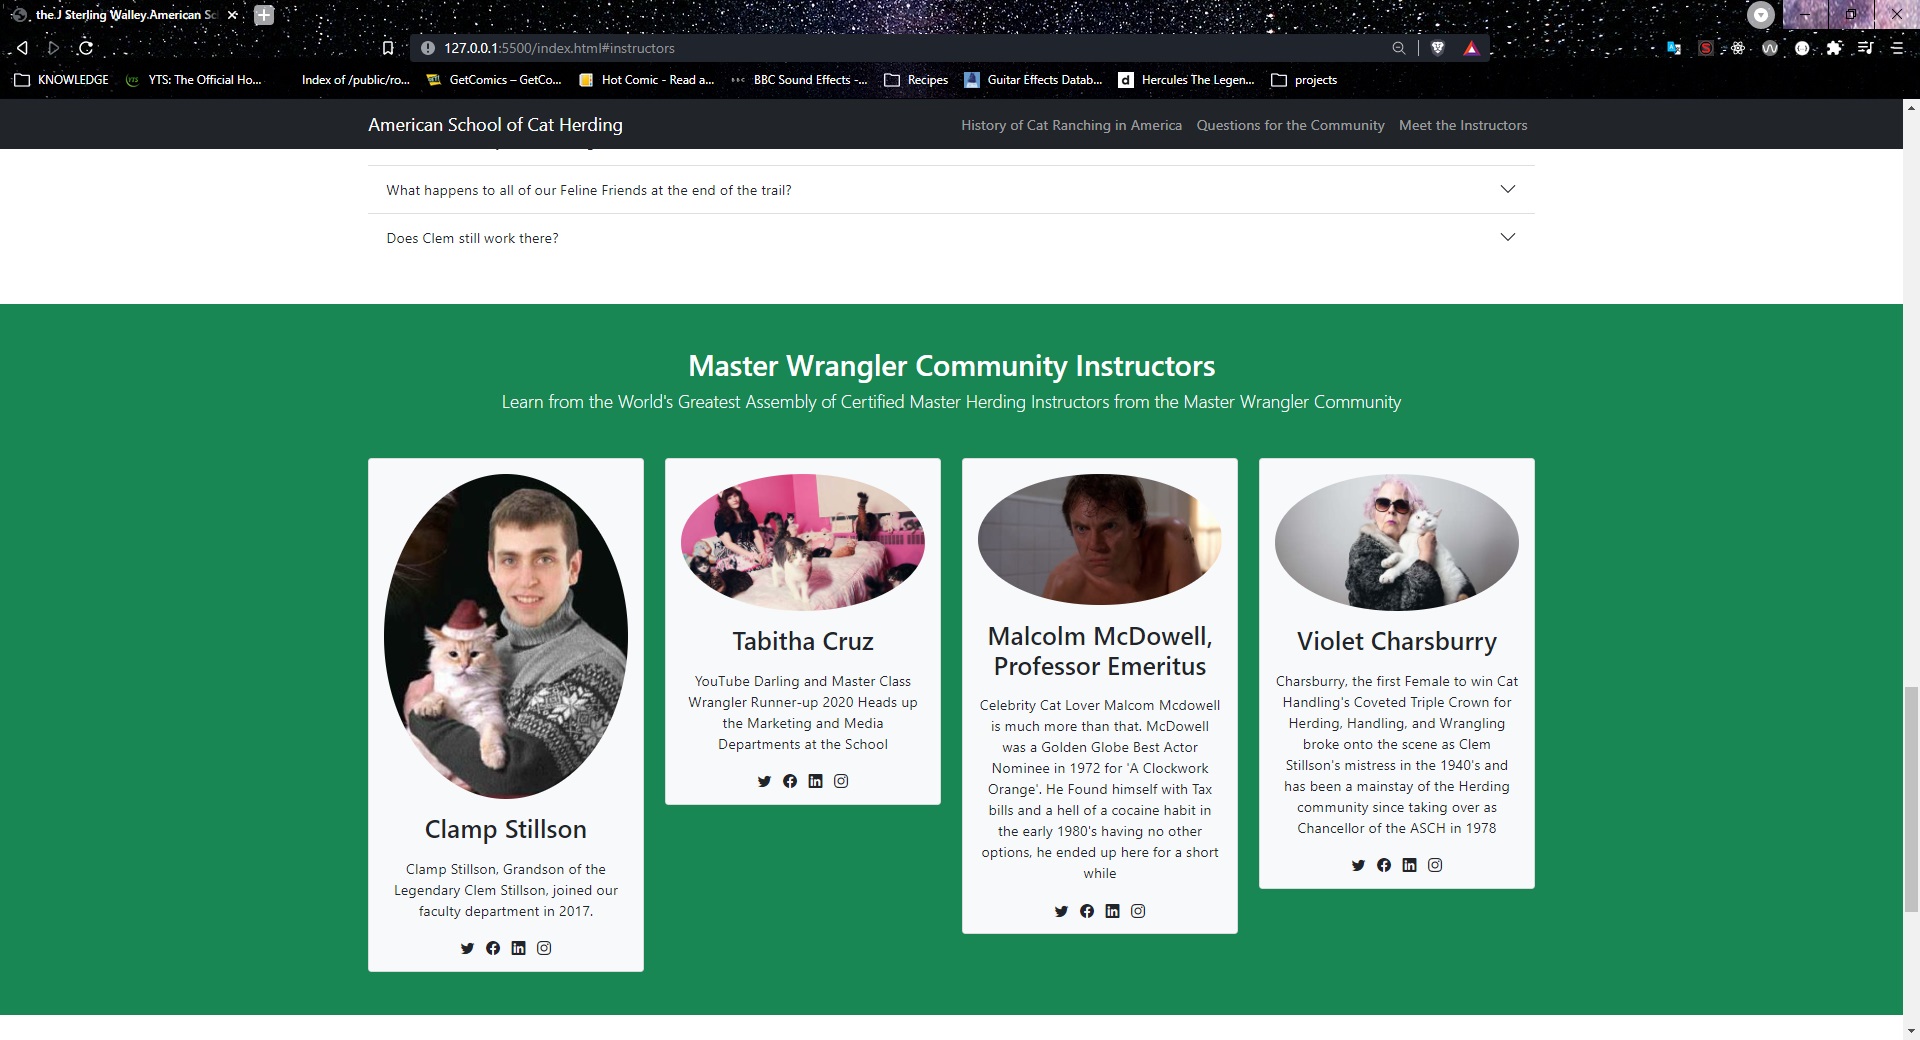 the.J Sterling Walley.American Sc
127.0.0.1:5500/index.html#instructors
KNOWLEDGE
YTS: The Official Ho...
Index of /public/ro...
GetComics – GetCo...
Hot Comic - Read a...
BBC Sound Effects -...
Recipes
Guitar Effects Datab...
Hercules The Legen...
projects
American School of Cat Herding
History of Cat Ranching in America
Questions for the Community
Meet the Instructors
What happens to all of our Feline Friends at the end of the trail?
Does Clem still work there?
Master Wrangler Community Instructors
Learn from the World's Greatest Assembly of Certified Master Herding Instructors from the Master Wrangler Community
Clamp Stillson
Clamp Stillson, Grandson of the
Legendary Clem Stillson, joined our
faculty department in 2017.
Tabitha Cruz
YouTube Darling and Master Class
Wrangler Runner-up 2020 Heads up
the Marketing and Media
Departments at the School
Malcolm McDowell,
Professor Emeritus
Celebrity Cat Lover Malcom Mcdowell
is much more than that. McDowell
was a Golden Globe Best Actor
Nominee in 1972 for 'A Clockwork
Orange'. He Found himself with Tax
bills and a hell of a cocaine habit in
the early 1980's having no other
options, he ended up here for a short
while
Violet Charsburry
Charsburry, the first Female to win Cat
Handling's Coveted Triple Crown for
Herding, Handling, and Wrangling
broke onto the scene as Clem
Stillson's mistress in the 1940's and
has been a mainstay of the Herding
community since taking over as
Chancellor of the ASCH in 1978